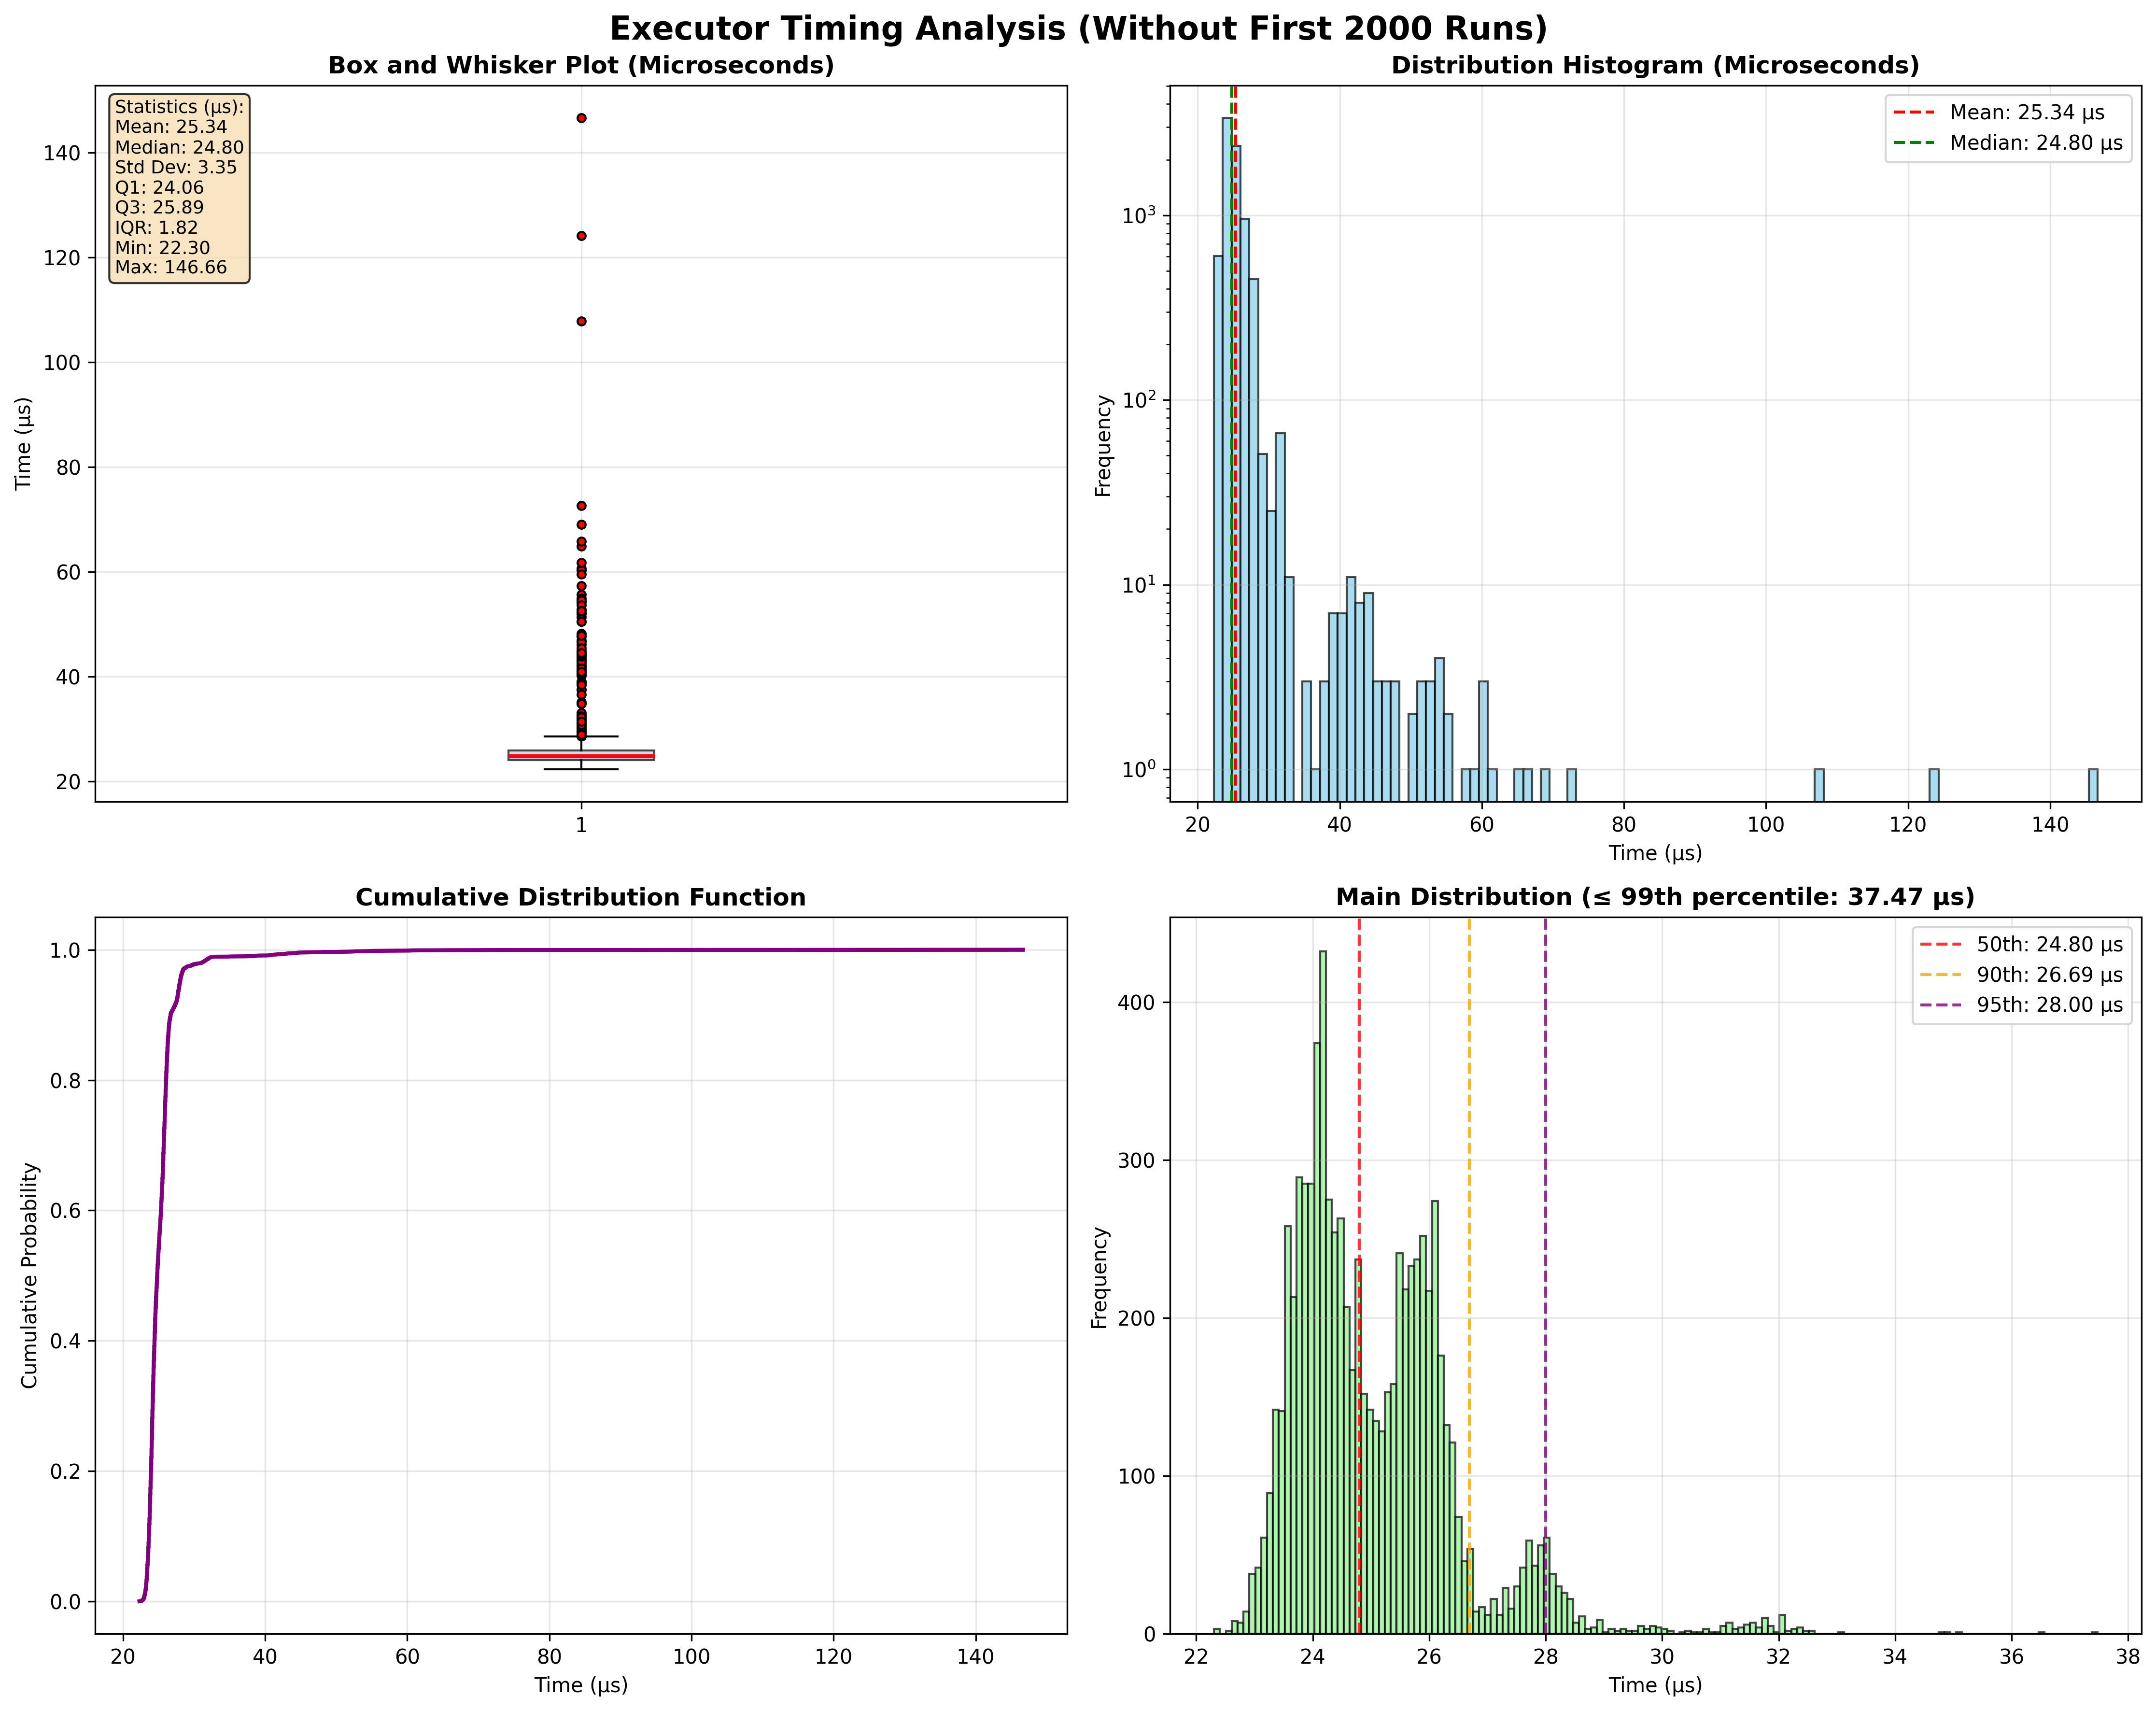 Executor Timing Analysis (Without First 2000 Runs)
Box and Whisker Plot (Microseconds)
Statistics (µs):
Mean: 25.34
Median: 24.80
Std Dev: 3.35
Q1: 24.06
Q3: 25.89
IQR: 1.82
Min: 22.30
Max: 146.66
Time (µs)
140
120
100
80
60
40
20
1
Distribution Histogram (Microseconds)
Mean: 25.34 µs
Median: 24.80 µs
Frequency
10³
10²
10¹
10⁰
20 40 60 80 100 120 140
Time (µs)
Cumulative Distribution Function
Cumulative Probability
1.0
0.8
0.6
0.4
0.2
0.0
20 40 60 80 100 120 140
Time (µs)
Main Distribution (≤ 99th percentile: 37.47 µs)
50th: 24.80 µs
90th: 26.69 µs
95th: 28.00 µs
Frequency
400
300
200
100
0
22 24 26 28 30 32 34 36 38
Time (µs)